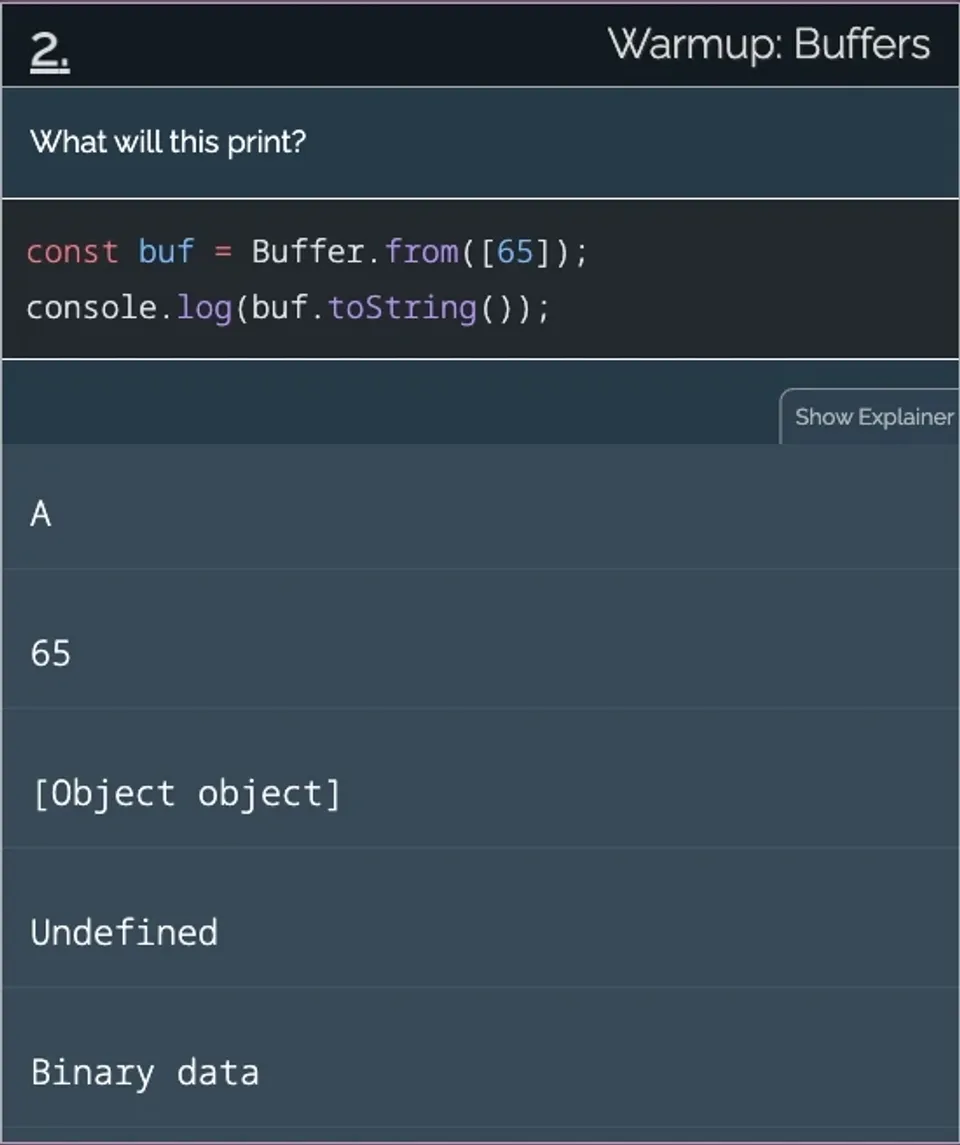 2.
Warmup: Buffers
What will this print?
const buf = Buffer.from([65]);
console.log(buf.toString());
Show Explainer
A
65
[Object object]
Undefined
Binary data